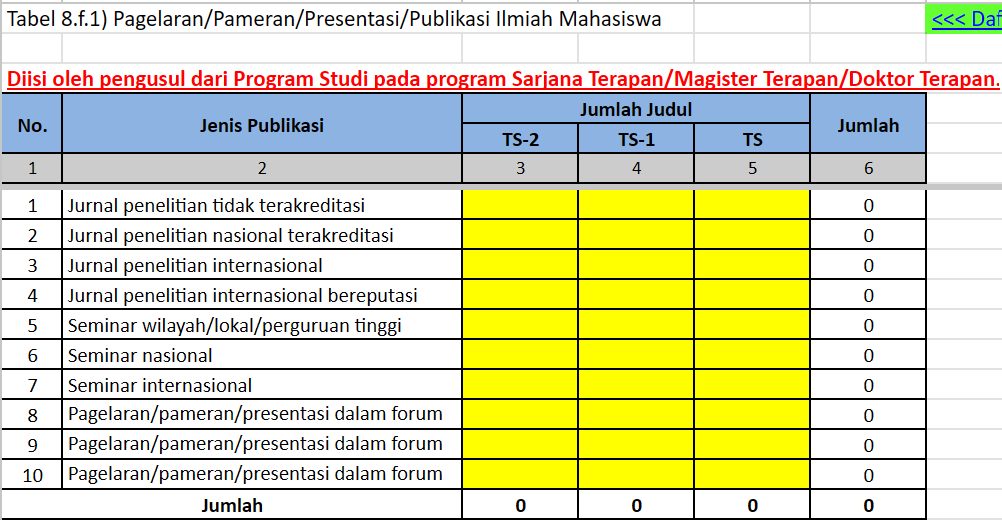 Tabel 8.f.1) Pagelaran/Pameran/Presentasi/Publikasi Ilmiah Mahasiswa <<< Daf
Diisi oleh pengusul dari Program Studi pada program Sarjana Terapan/Magister Terapan/Doktor Terapan.
No. Jenis Publikasi Jumlah Judul Jumlah
TS-2 TS-1 TS
1 2 3 4 5 6
1 Jurnal penelitian tidak terakreditasi 0
2 Jurnal penelitian nasional terakreditasi 0
3 Jurnal penelitian internasional 0
4 Jurnal penelitian internasional bereputasi 0
5 Seminar wilayah/lokal/perguruan tinggi 0
6 Seminar nasional 0
7 Seminar internasional 0
8 Pagelaran/pameran/presentasi dalam forum 0
9 Pagelaran/pameran/presentasi dalam forum 0
10 Pagelaran/pameran/presentasi dalam forum 0
Jumlah 0 0 0 0